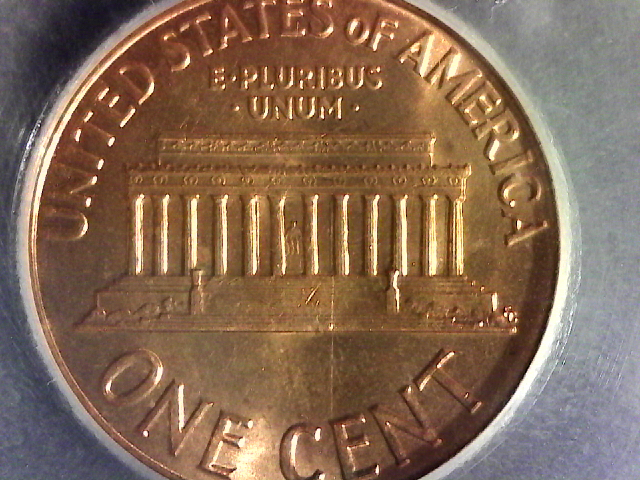 UNITED STATES OF AMERICA
E·PLURIBUS
·UNUM·
ONE CENT